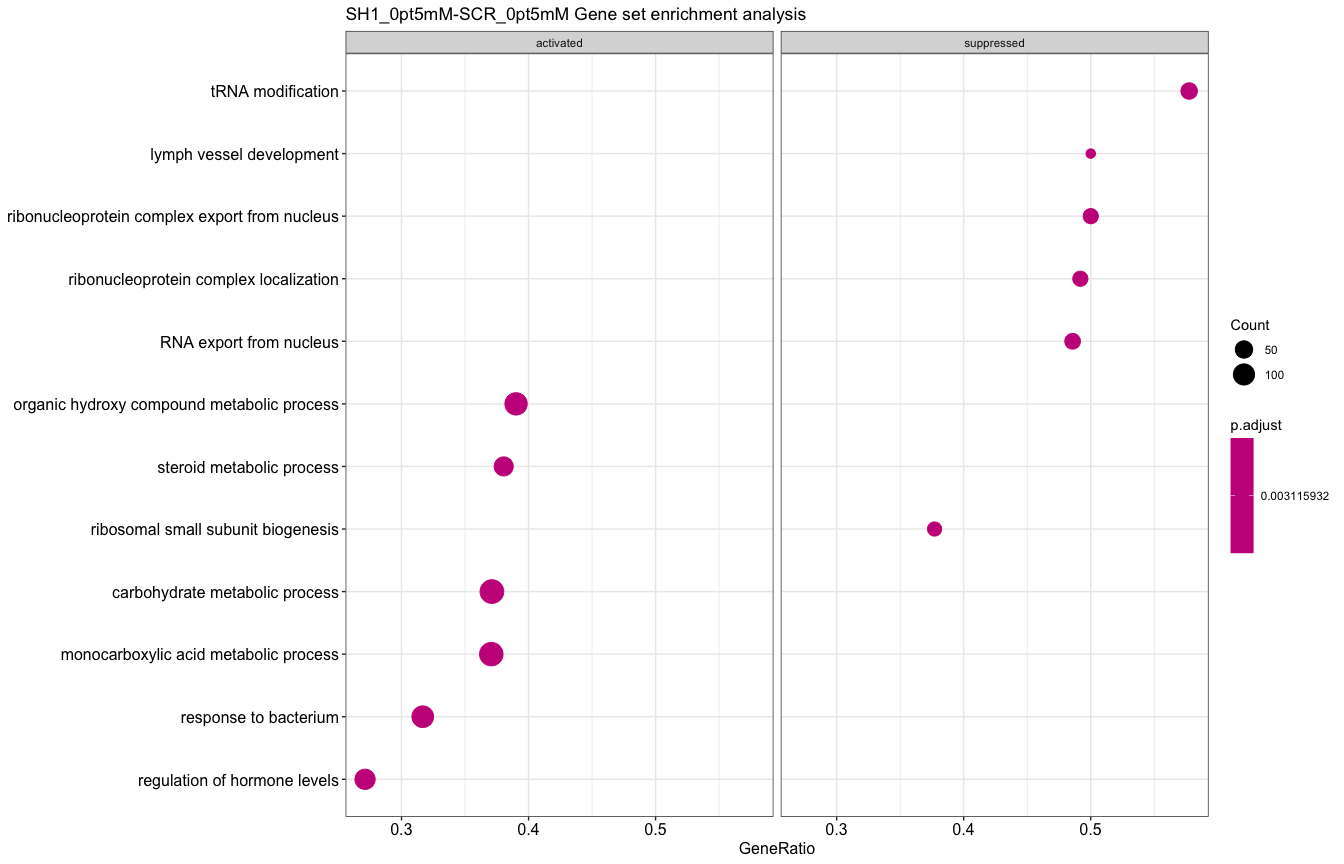 SH1_0pt5mM-SCR_0pt5mM Gene set enrichment analysis
activated
suppressed
tRNA modification
lymph vessel development
ribonucleoprotein complex export from nucleus
ribonucleoprotein complex localization
RNA export from nucleus
organic hydroxy compound metabolic process
steroid metabolic process
ribosomal small subunit biogenesis
carbohydrate metabolic process
monocarboxylic acid metabolic process
response to bacterium
regulation of hormone levels
0.3
0.4
0.5
0.3
0.4
0.5
GeneRatio
Count
50
100
p.adjust
0.003115932